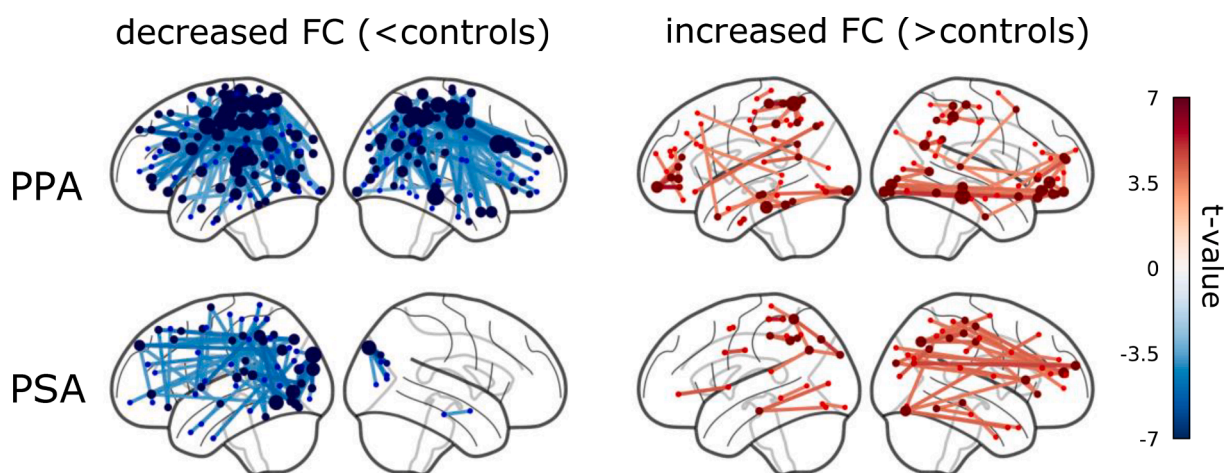 decreased FC (<controls)
increased FC (>controls)
PPA
PSA
7
3.5
0
-3.5
-7
t-value